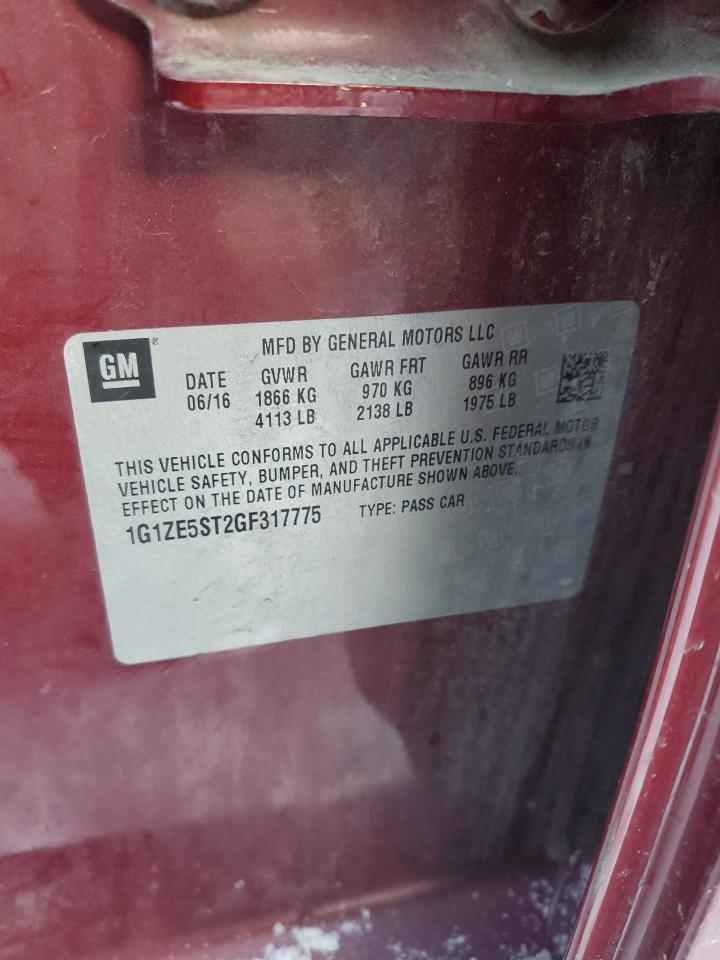 GM®
MFD BY GENERAL MOTORS LLC
DATE GVWR GAWR FRT GAWR RR
06/16 1866 KG 970 KG 896 KG
4113 LB 2138 LB 1975 LB
THIS VEHICLE CONFORMS TO ALL APPLICABLE U.S. FEDERAL MOTOR
VEHICLE SAFETY, BUMPER, AND THEFT PREVENTION STANDARDS IN
EFFECT ON THE DATE OF MANUFACTURE SHOWN ABOVE.
1G1ZE5ST2GF317775 TYPE: PASS CAR